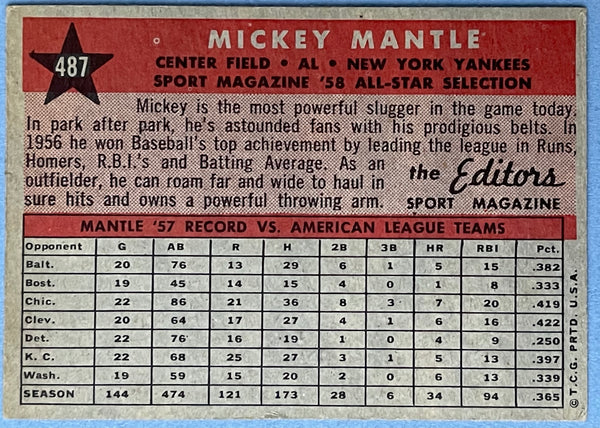 487
MICKEY MANTLE
CENTER FIELD • AL • NEW YORK YANKEES
SPORT MAGAZINE '58 ALL-STAR SELECTION
Mickey is the most powerful slugger in the game today.
In park after park, he's astounded fans with his prodigious belts. In
1956 he won Baseball's top achievement by leading the league in Runs,
Homers, R.B.I.'s and Batting Average. As an
outfielder, he can roam far and wide to haul in
sure hits and owns a powerful throwing arm.
the Editors
SPORT MAGAZINE
MANTLE '57 RECORD VS. AMERICAN LEAGUE TEAMS
Opponent G AB R H 2B 3B HR RBI Pct.
Balt. 20 76 13 29 6 1 5 15 .382
Bost. 19 45 14 15 4 0 1 8 .333
Chic. 22 86 21 36 8 3 7 20 .419
Clev. 20 64 17 27 4 1 6 16 .422
Det. 22 76 19 19 1 0 4 9 .250
K. C. 22 68 25 27 3 1 5 13 .397
Wash. 19 59 12 20 2 0 6 13 .339
SEASON 144 474 121 173 28 6 34 94 .365
© T.C.G. PRTD. U.S.A.